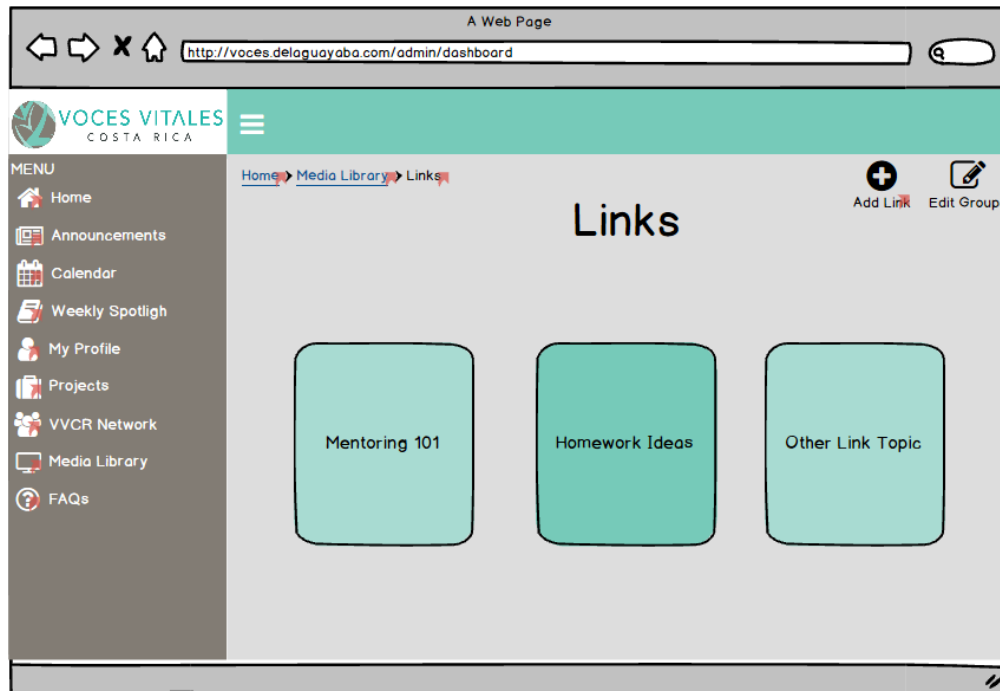 A Web Page
http://voces.delaguayaba.com/admin/dashboard
VOCES VITALES
COSTA RICA
MENU
Home
Announcements
Calendar
Weekly Spotligh
My Profile
Projects
VVCR Network
Media Library
FAQs
Home Media Library Links
Add Link Edit Group
Links
Mentoring 101 Homework Ideas Other Link Topic